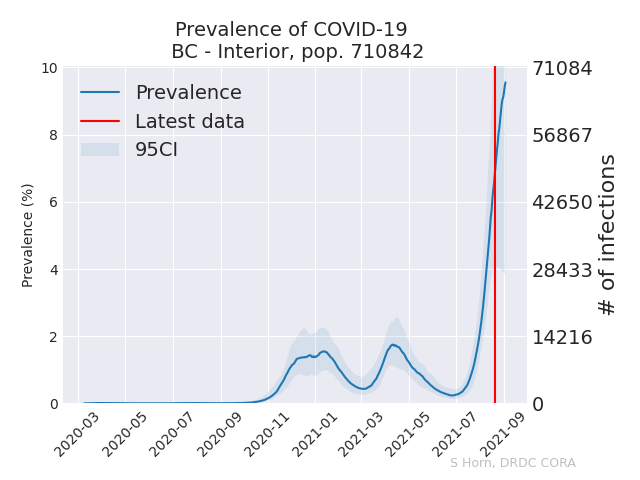 Prevalence of COVID-19
BC - Interior, pop. 710842
Prevalence
Latest data
95CI
Prevalence (%)
10
8
6
4
2
0
71084
56867
42650
28433
14216
0
# of infections
2020-03
2020-05
2020-07
2020-09
2020-11
2021-01
2021-03
2021-05
2021-07
2021-09
S Horn, DRDC CORA